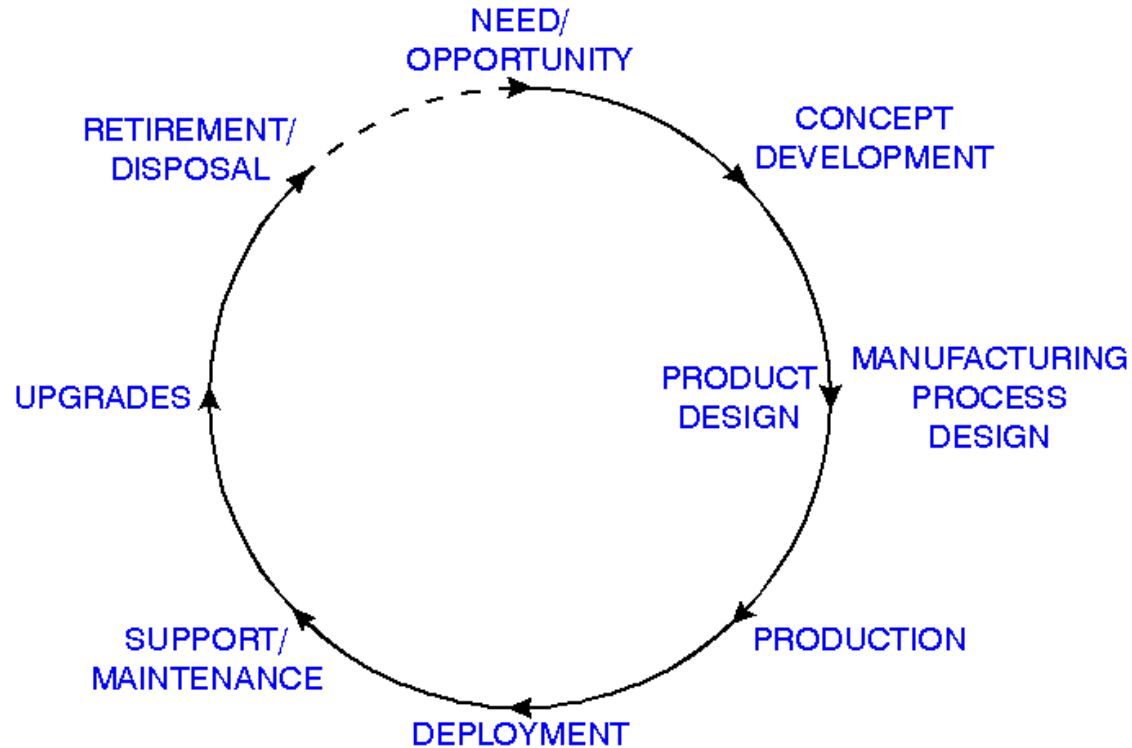 NEED/
OPPORTUNITY
CONCEPT
DEVELOPMENT
PRODUCT
DESIGN
MANUFACTURING
PROCESS
DESIGN
PRODUCTION
DEPLOYMENT
SUPPORT/
MAINTENANCE
UPGRADES
RETIREMENT/
DISPOSAL